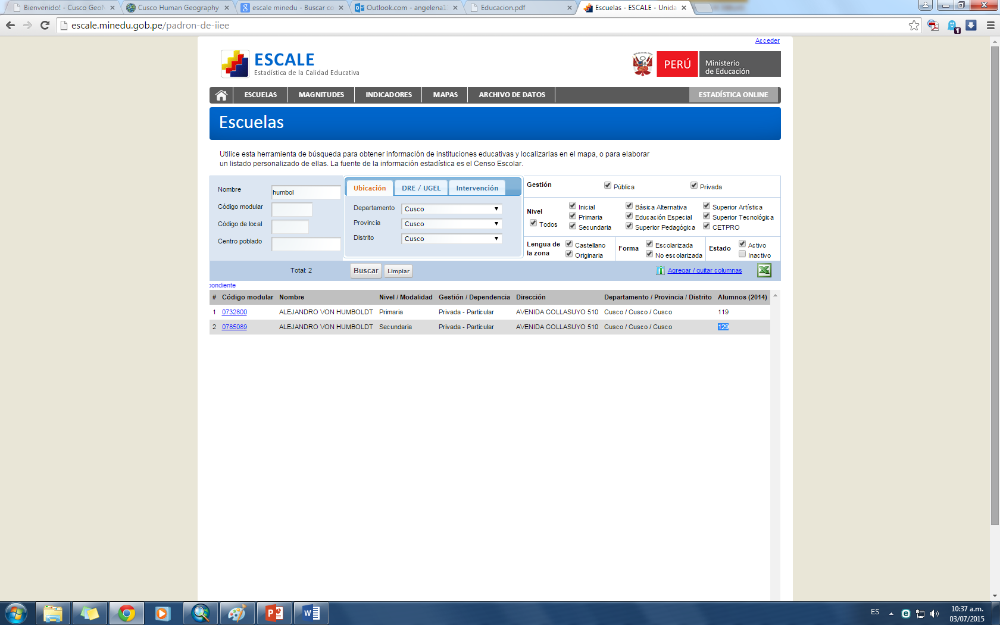 Bienvenido! - Cusco GeoN
Cusco Human Geography
escale minedu - Buscar co
Outlook.com - angelena1
Educacion.pdf
Escuelas - ESCALE - Unida
escale.minedu.gob.pe/padron-de-iiee
1
Acceder
ESCALE
Estadística de la Calidad Educativa
PERÚ
Ministerio
de Educación
ESCUELAS MAGNITUDES INDICADORES MAPAS ARCHIVO DE DATOS ESTADÍSTICA ONLINE
Escuelas
Utilice esta herramienta de búsqueda para obtener información de instituciones educativas y localizarlas en el mapa, o para elaborar
un listado personalizado de ellas. La fuente de la información estadística es el Censo Escolar.
Nombre humbol
Código modular
Código de local
Centro poblado
Ubicación DRE / UGEL Intervención
Departamento Cusco
Provincia Cusco
Distrito Cusco
Gestión Pública Privada
Nivel
Todos
Inicial Básica Alternativa Superior Artística
Primaria Educación Especial Superior Tecnológica
Secundaria Superior Pedagógica CETPRO
Lengua de
la zona
Castellano
Originaria
Forma
Escolarizada
No escolarizada
Estado
Activo
Inactivo
Total: 2 Buscar Limpiar Agregar / quitar columnas
pondiente
# Código modular Nombre Nivel / Modalidad Gestión / Dependencia Dirección Departamento / Provincia / Distrito Alumnos (2014)
1 0732800 ALEJANDRO VON HUMBOLDT Primaria Privada - Particular AVENIDA COLLASUYO 510 Cusco / Cusco / Cusco 119
2 0785089 ALEJANDRO VON HUMBOLDT Secundaria Privada - Particular AVENIDA COLLASUYO 510 Cusco / Cusco / Cusco 129
ES
10:37 a.m.
03/07/2015